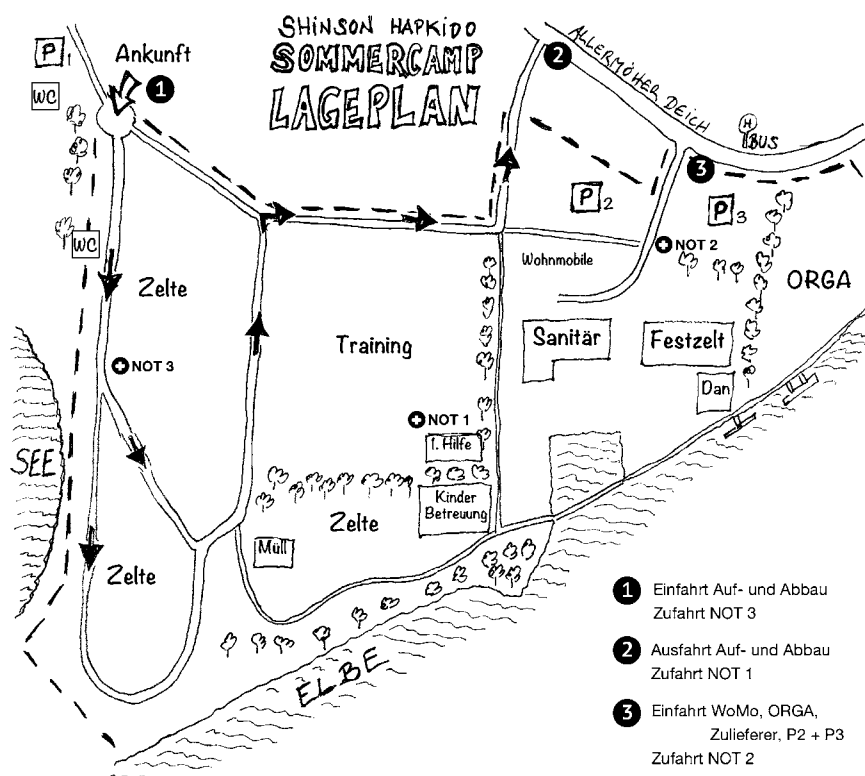 SHINSON HAPKIDO
SOMMERCAMP
LAGEPLAN
P1
Ankunft
1
WC
2
ALLERMÖHER DEICH
H
BUS
3
P2
P3
WC
NOT 2
Wohnmobile
Zelte
ORGA
Training
Sanitär
Festzelt
NOT 3
Dan
NOT 1
1. Hilfe
SEE
Kinder
Betreuung
Zelte
Müll
Zelte
ELBE
1 Einfahrt Auf- und Abbau
Zufahrt NOT 3
2 Ausfahrt Auf- und Abbau
Zufahrt NOT 1
3 Einfahrt WoMo, ORGA,
Zulieferer, P2 + P3
Zufahrt NOT 2